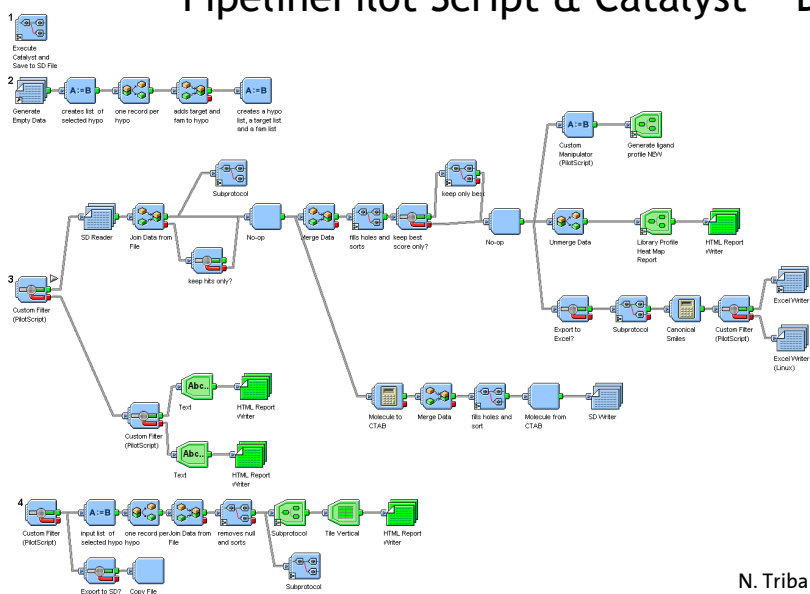 PipelinePilot Script & Catalyst
1
Execute
Catalyst and
Save to SD File
2
A:=B
A:=B
Generate
Empty Data
creates list of
selected hypo
one record per
hypo
adds target and
fam to hypo
creates a hypo
list, a target list
and a fam list
A:=B
Custom
Manipulator
(PilotScript)
Generate ligand
profile NEW
Subprotocol
keep only best
SD Reader
Join Data from
File
No-op
Merge Data
fills holes and
sorts
keep best
score only?
No-op
Unmerge Data
Library Profile
Heat Map
Report
HTML Report
Writer
keep hits only?
3
Custom Filter
(PilotScript)
Excel Writer
Export to
Excel?
Subprotocol
Canonical
Smiles
Custom Filter
(PilotScript)
Excel Writer
(Linux)
Abc..
Text
HTML Report
Writer
Custom Filter
(PilotScript)
Molecule to
CTAB
Merge Data
fills holes and
sort
Molecule from
CTAB
SD Writer
Abc..
Text
HTML Report
Writer
4
A:=B
Custom Filter
(PilotScript)
input list of
selected hypo
one record per
hypo
Join Data from
File
removes null
and sorts
Subprotocol
Tile Vertical
HTML Report
Writer
Export to SD?
Copy File
Subprotocol
N. Triba